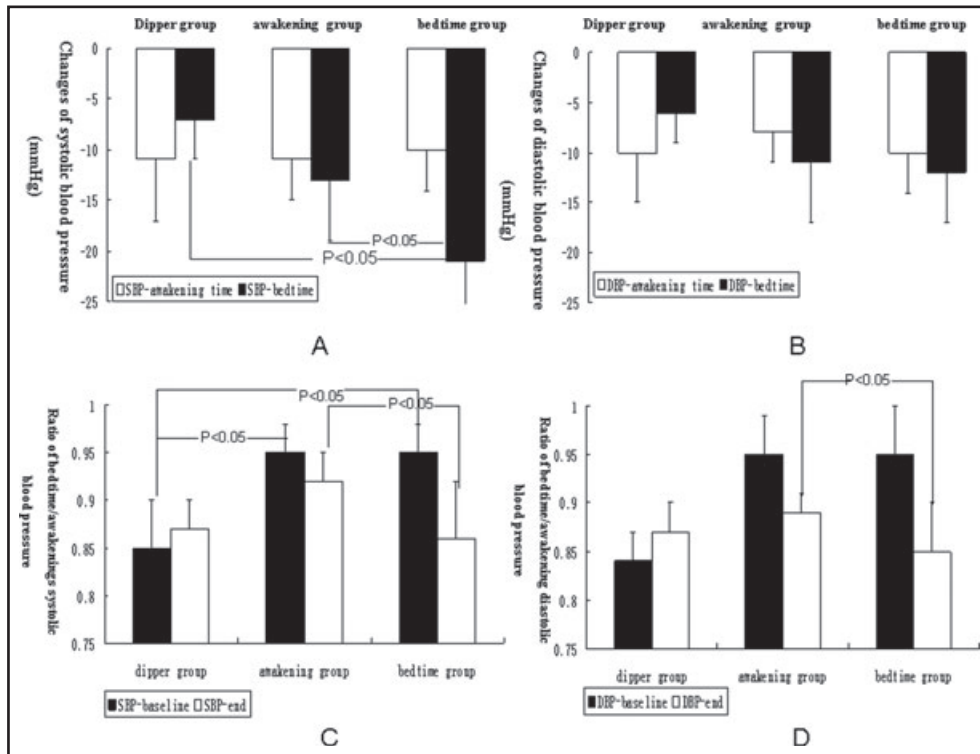 Dipper group awakening group bedtime group
Changes of systolic blood pressure
(mmHg)
0
-5
-10
-15
-20
-25
P<0.05
P<0.05
SBP-awakening time SBP-bedtime
A
Dipper group awakening group bedtime group
Changes of diastolic blood pressure
(mmHg)
0
-5
-10
-15
-20
-25
DBP-awakening time DBP-bedtime
B
Ratio of bedtime/awakenings systolic
blood pressure
1
0.95
0.9
0.85
0.8
0.75
P<0.05
P<0.05
P<0.05
dipper group awakening group bedtime group
SBP-baseline SBP-end
C
Ratio of bedtime/awakening diastolic
blood pressure
1
0.95
0.9
0.85
0.8
0.75
P<0.05
dipper group awakening group bedtime group
DBP-baseline DBP-end
D